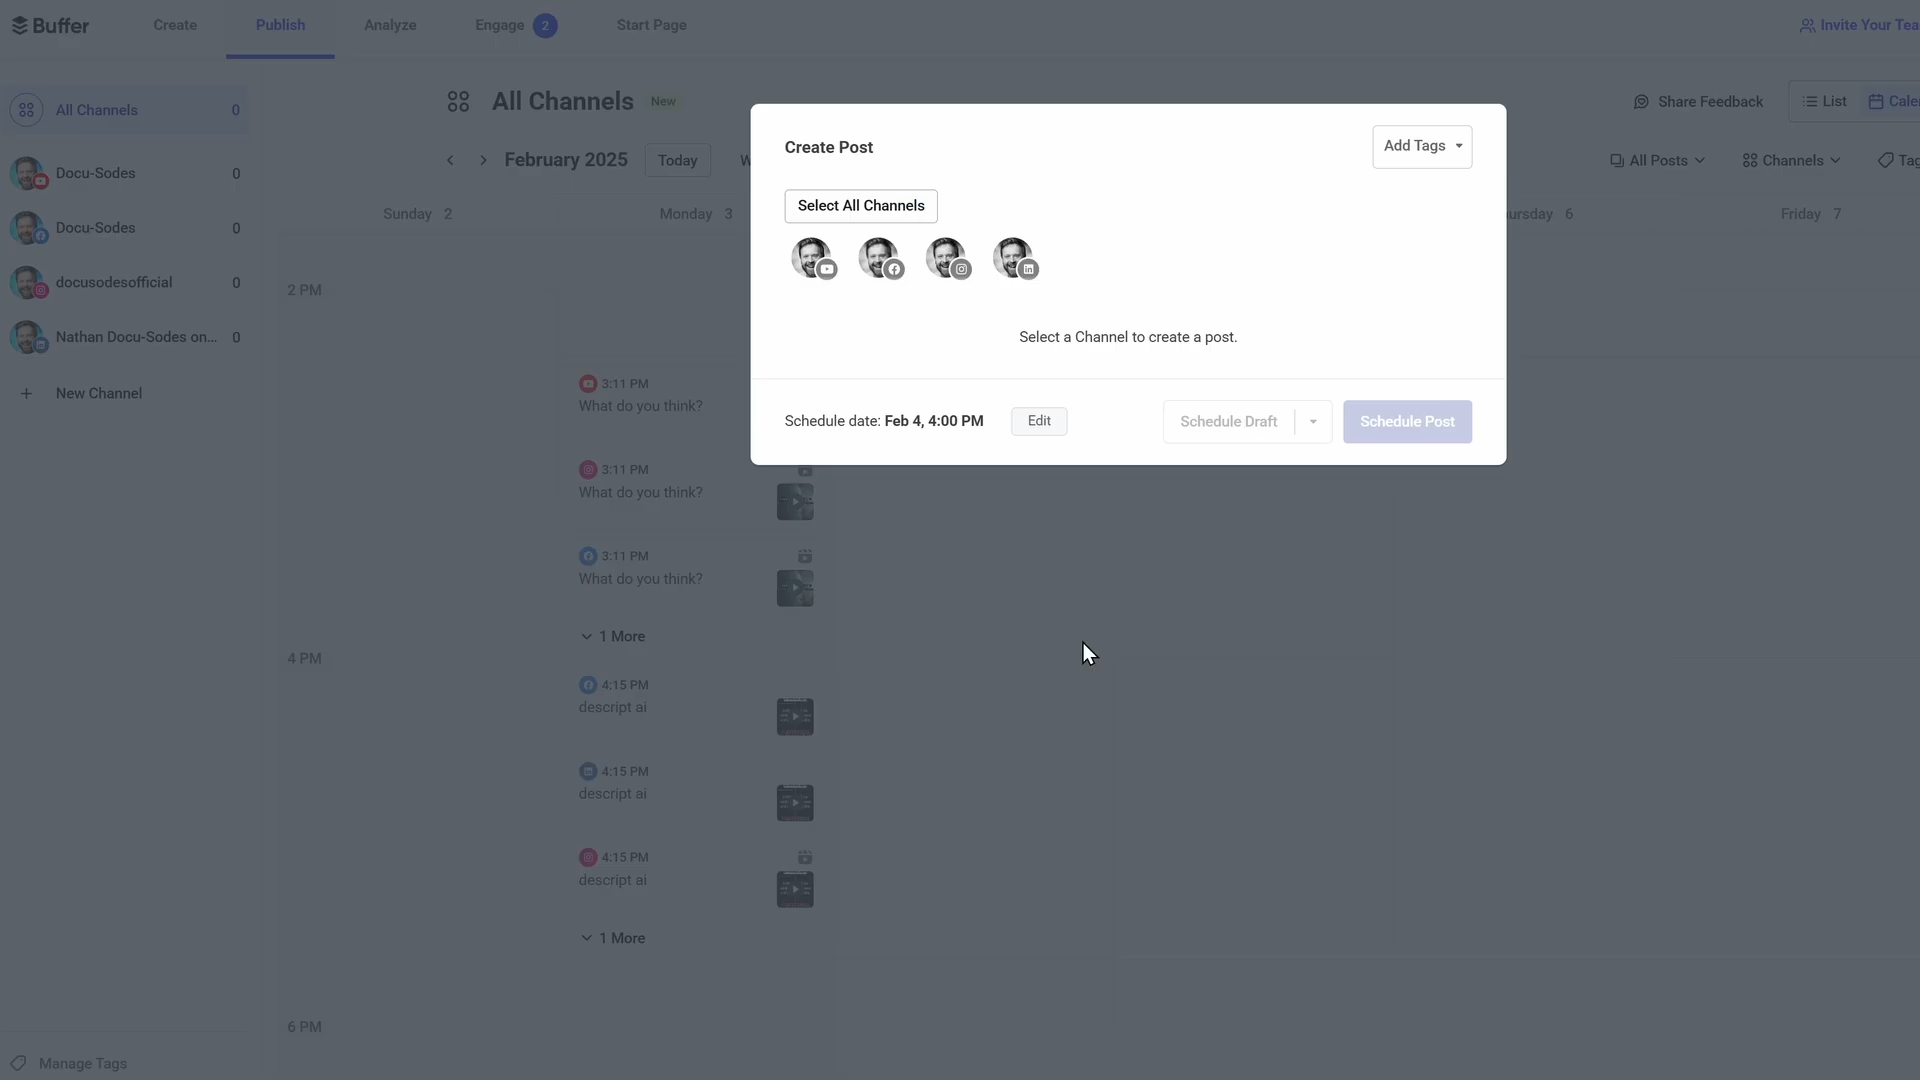 Buffer
Create
Publish
Analyze
Engage 2
Start Page
Invite Your Tea
All Channels 0
Docu-Sodes 0
Docu-Sodes 0
docusodesofficial 0
Nathan Docu-Sodes on... 0
New Channel
Manage Tags
All Channels New
Share Feedback
List
Cale
February 2025
Today
W
All Posts
Channels
Tag
Sunday 2
Monday 3
ursday 6
Friday 7
2 PM
3:11 PM
What do you think?
3:11 PM
What do you think?
3:11 PM
What do you think?
1 More
4 PM
4:15 PM
descript ai
4:15 PM
descript ai
4:15 PM
descript ai
1 More
6 PM
Create Post
Add Tags
Select All Channels
Select a Channel to create a post.
Schedule date: Feb 4, 4:00 PM
Edit
Schedule Draft
Schedule Post